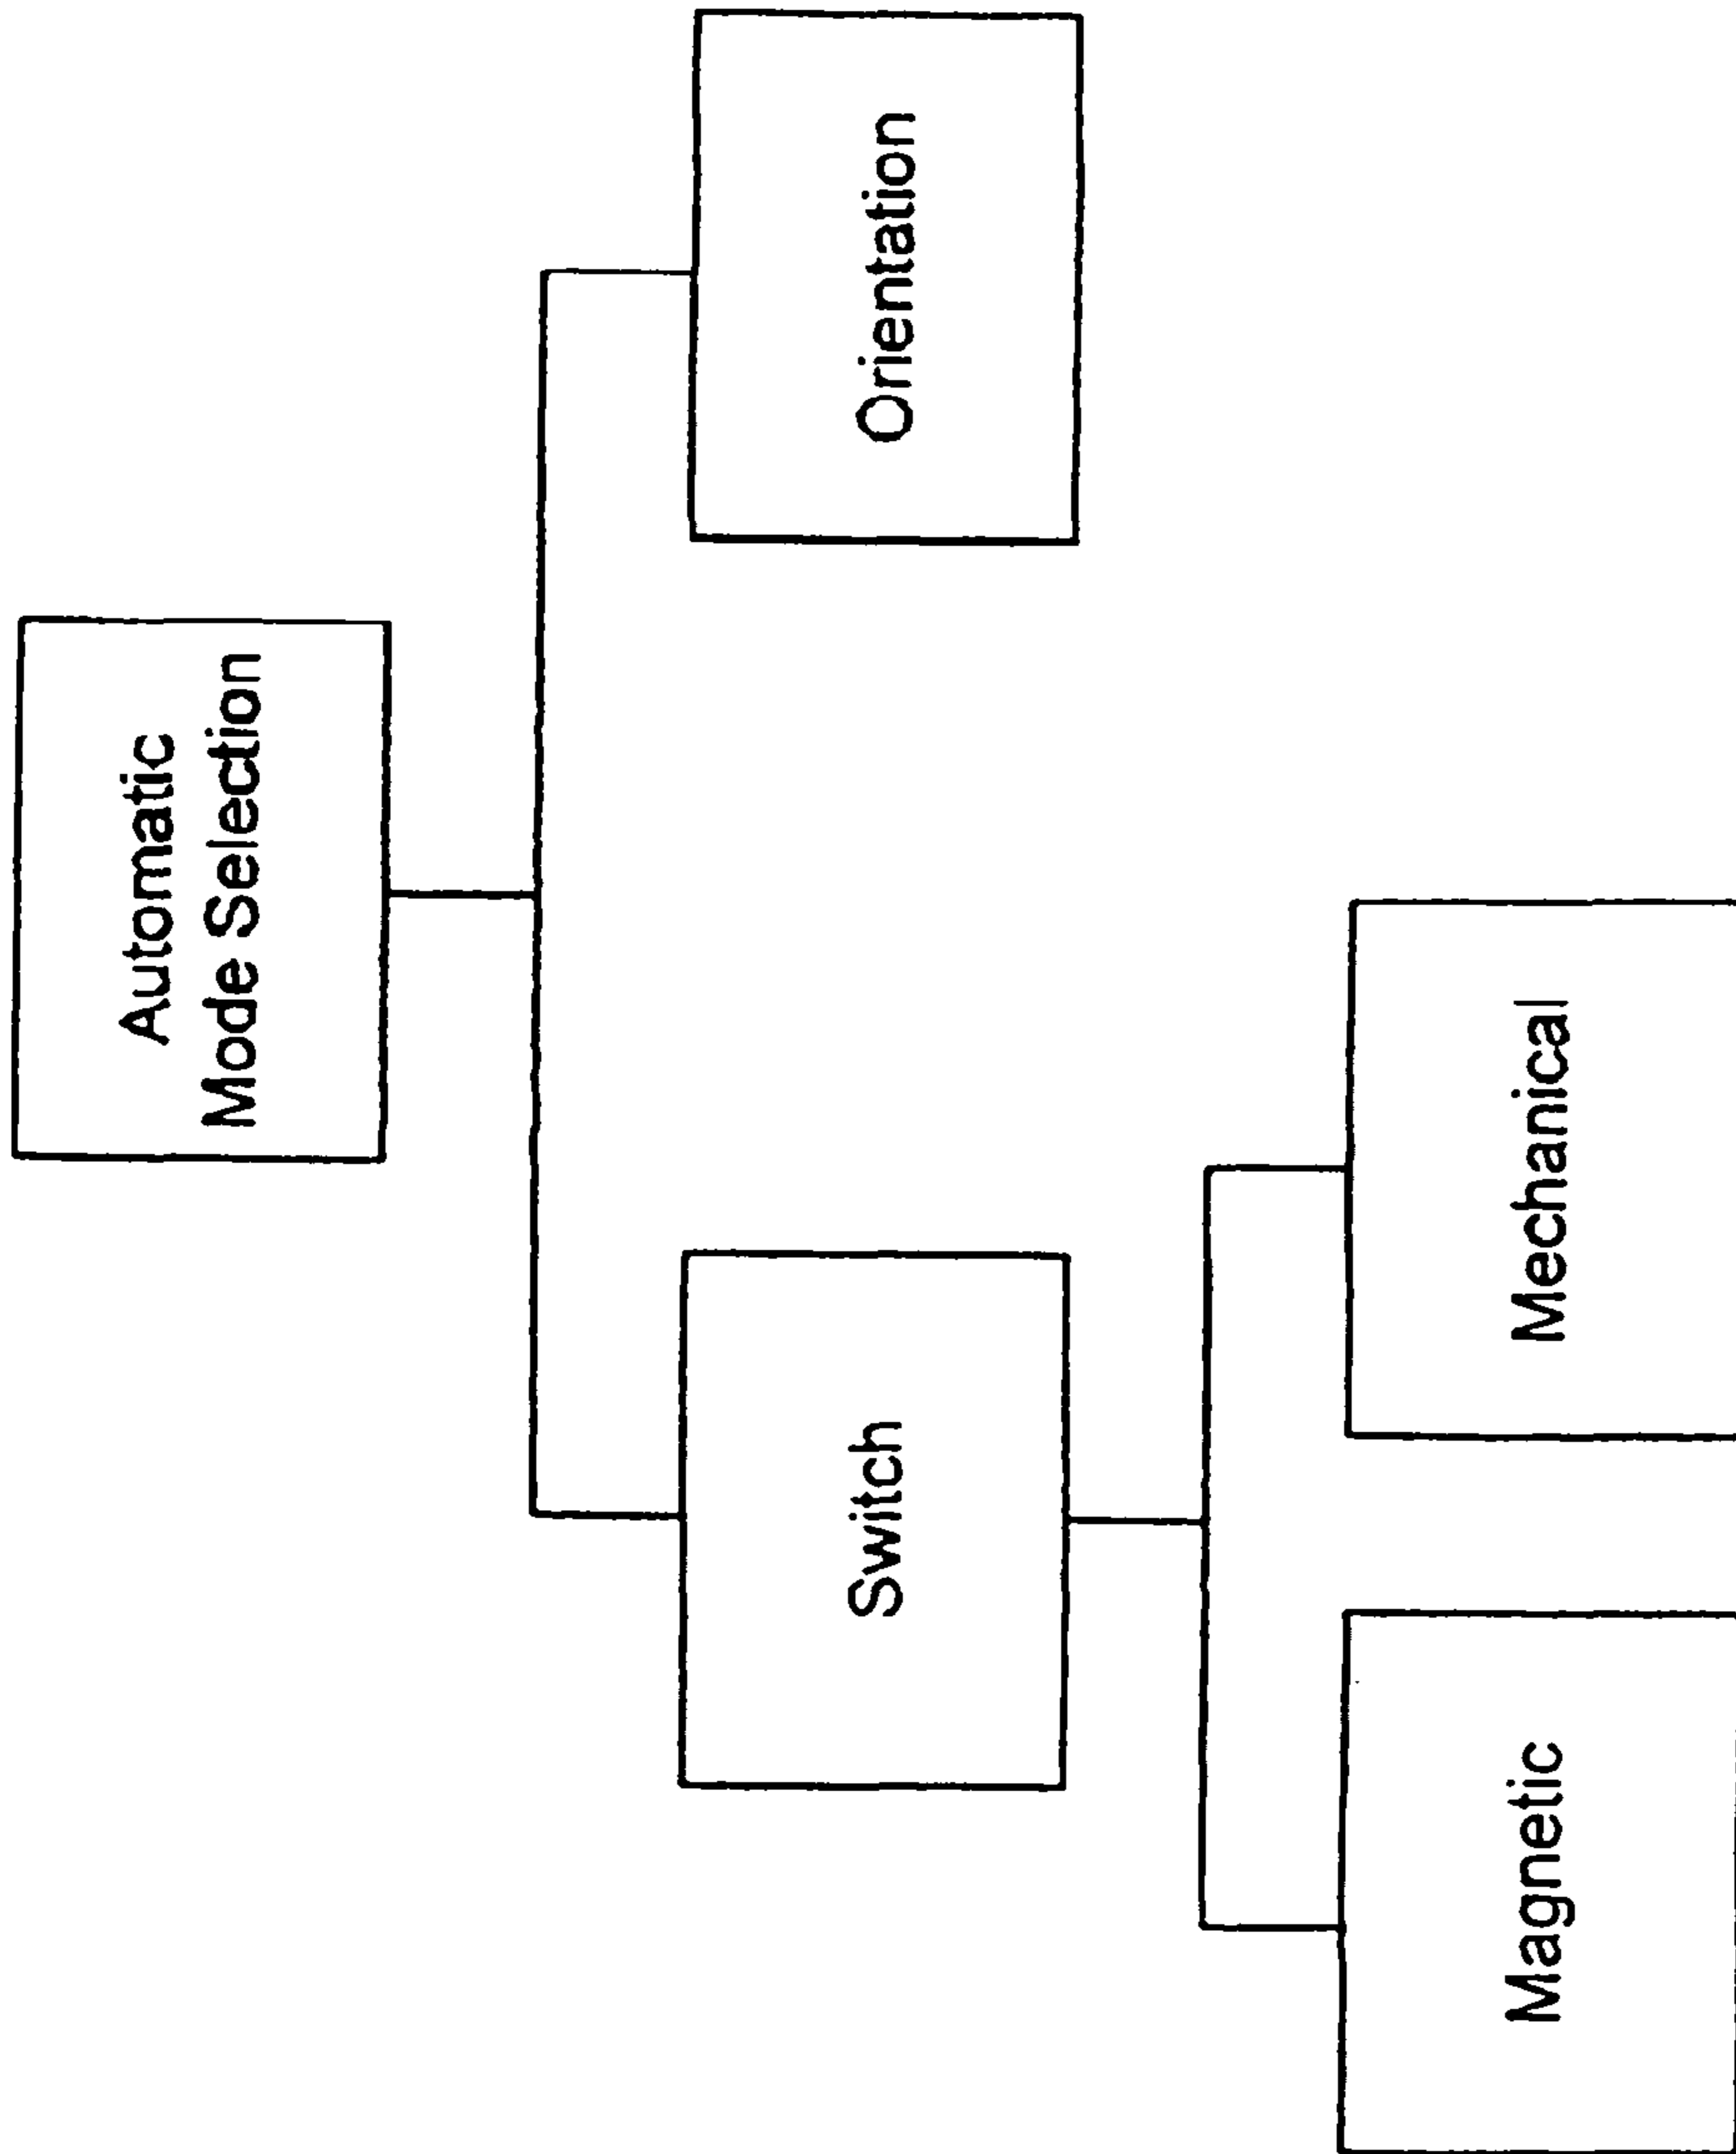 Automatic
Mode Selection
Switch
Orientation
Magnetic
Mechanical